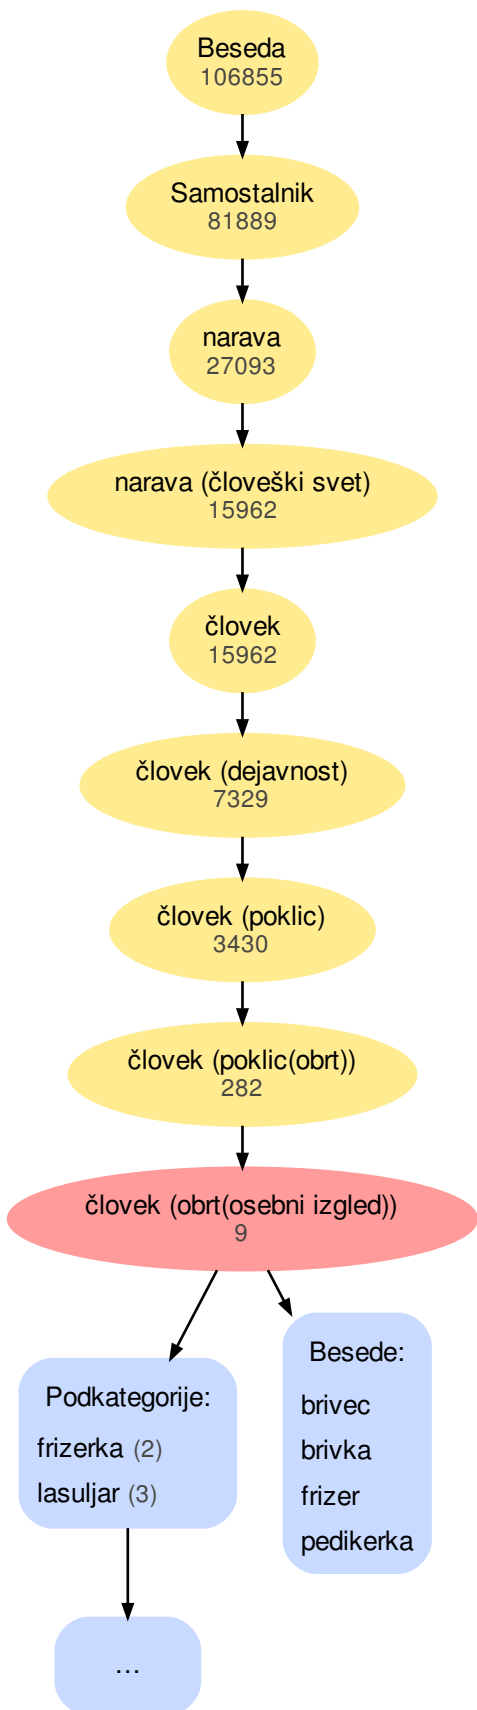 Beseda
106855
Samostalnik
81889
narava
27093
narava (človeški svet)
15962
človek
15962
človek (dejavnost)
7329
človek (poklic)
3430
človek (poklic(obrt))
282
človek (obrt(osebni izgled))
9
Podkategorije:
frizerka (2)
lasuljar (3)
...
Besede:
brivec
brivka
frizer
pedikerka